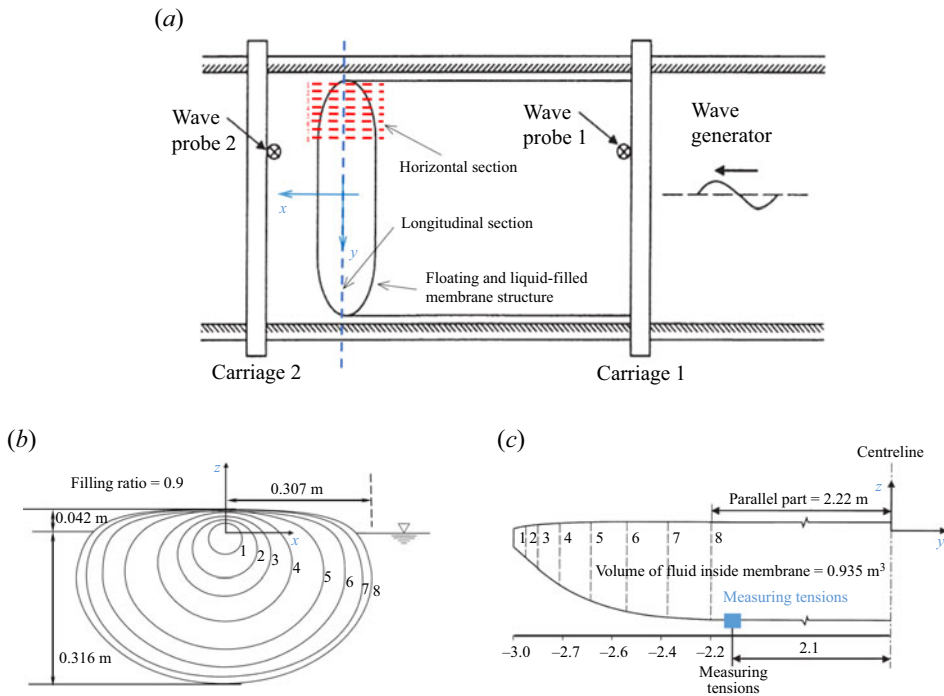 (a)
Wave
probe 2
Wave
probe 1
Wave
generator
Horizontal section
x
Longitudinal section
y
Floating and liquid-filled
membrane structure
Carriage 2
Carriage 1
(b)
Filling ratio = 0.9
z
0.307 m
0.042 m
x
1
2
3
4
5
6
7
8
0.316 m
(c)
Centreline
Parallel part = 2.22 m
z
1
2
3
4
5
6
7
8
y
Volume of fluid inside membrane = 0.935 m³
Measuring tensions
–3.0
–2.7
–2.6
–2.4
–2.2
2.1
Measuring
tensions